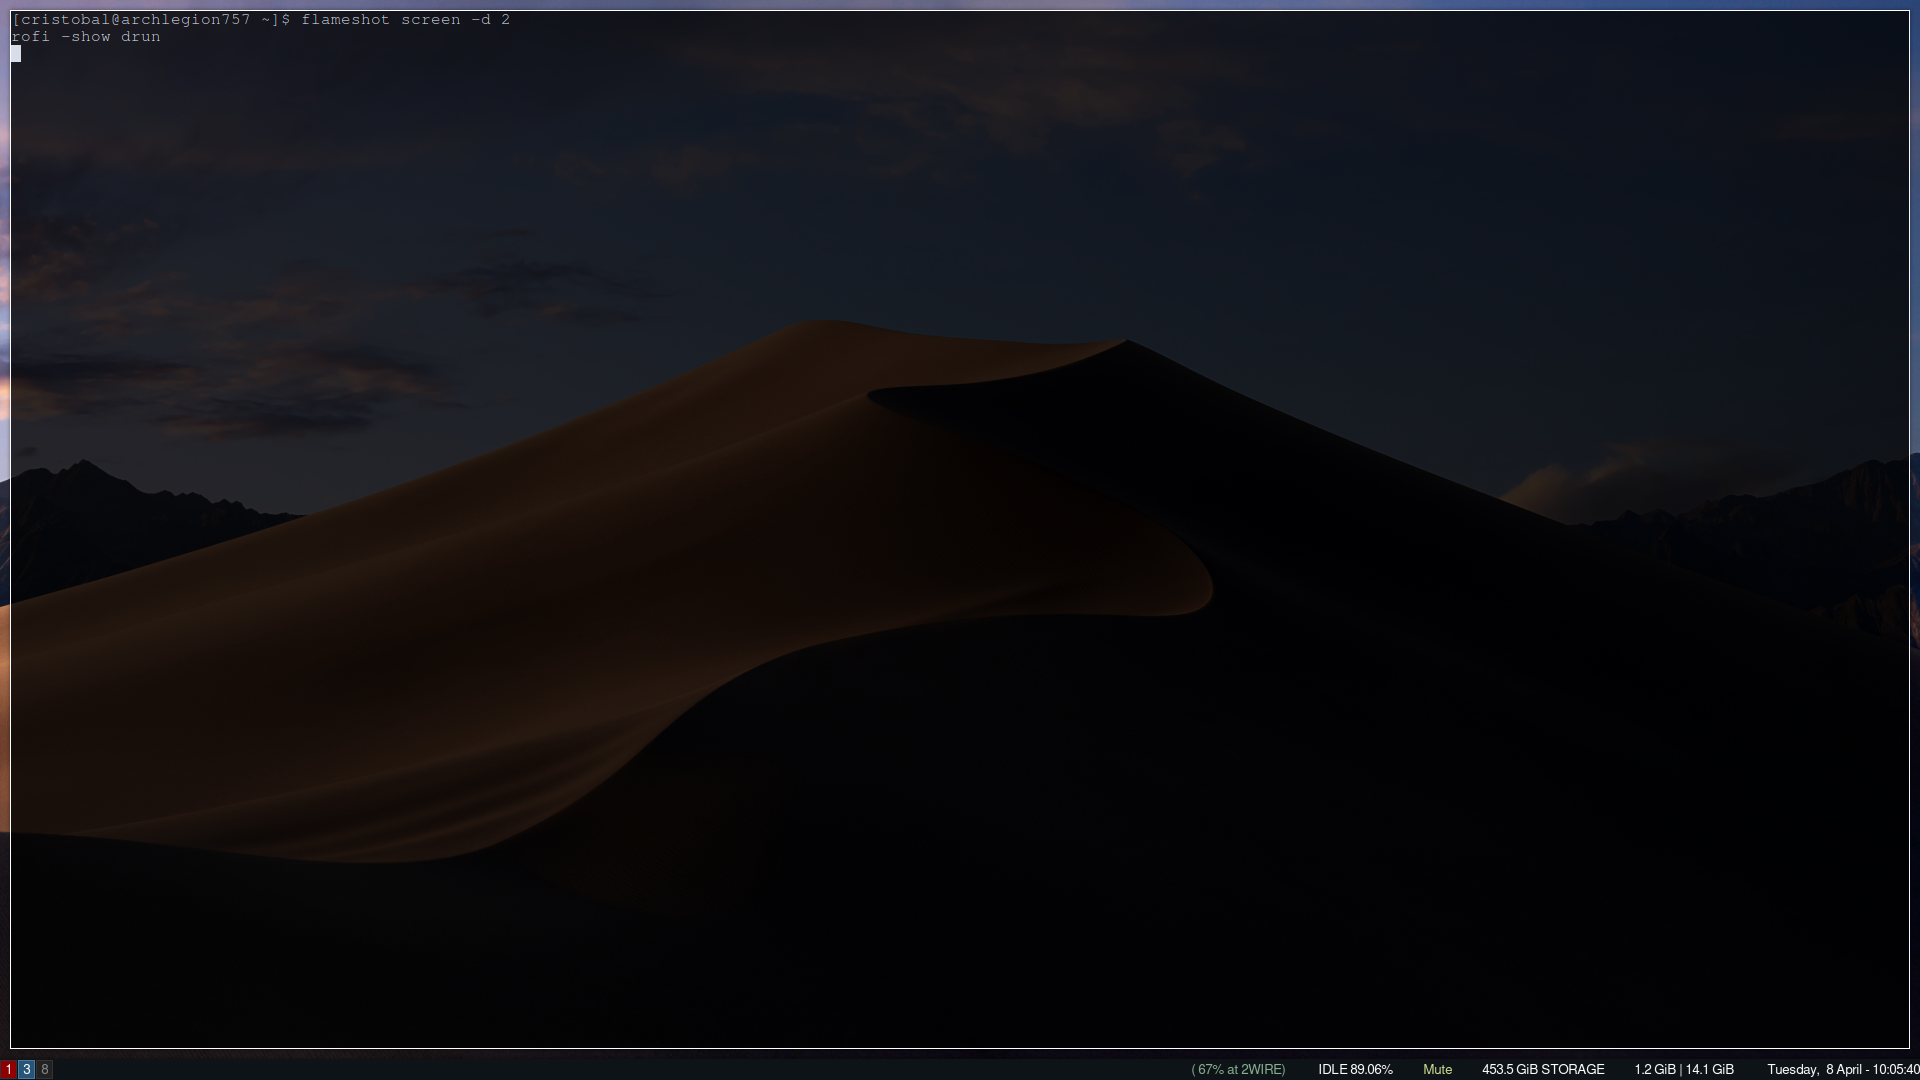 [cristobal@archlegion757 ~]$ flameshot screen -d 2
rofi -show drun
1 3 8 ( 67% at 2WIRE) IDLE 89.06% Mute 453.5 GiB STORAGE 1.2 GiB | 14.1 GiB Tuesday,  8 April - 10:05:40